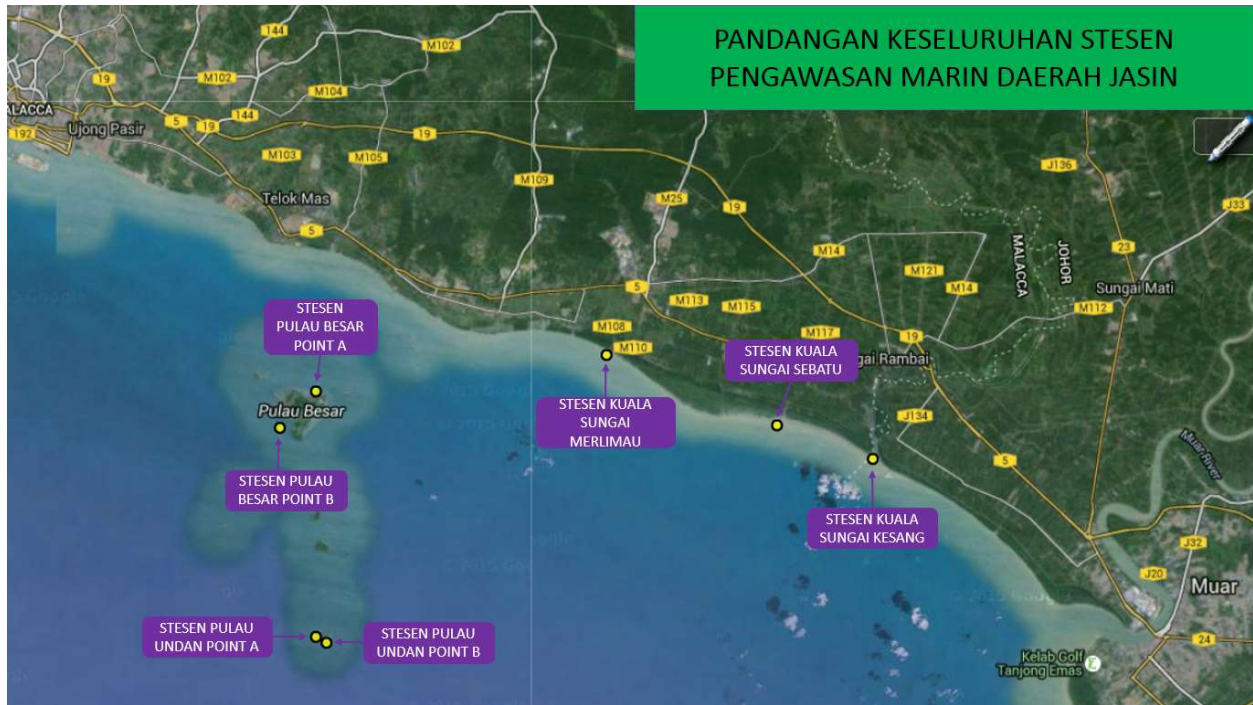 PANDANGAN KESELURUHAN STESEN
PENGAWASAN MARIN DAERAH JASIN
144
M102
19
M102
M104
J136
ALACCA
192
Ujong Pasir
5
19
144
19
M103
M105
M109
Telok Mas
5
M25
19
J33
M14
MALACCA
JOHOR
23
M121
M14
Sungai Mati
M112
5
M113
M115
STESEN
PULAU BESAR
POINT A
M108
M110
M117
19
gai Rambai
STESEN KUALA
SUNGAI SEBATU
Pulau Besar
STESEN KUALA
SUNGAI
MERLIMAU
J134
5
Muar River
STESEN PULAU
BESAR POINT B
STESEN KUALA
SUNGAI KESANG
J32
J20
Muar
STESEN PULAU
UNDAN POINT A
STESEN PULAU
UNDAN POINT B
24
Kelab Golf
Tanjong Emas